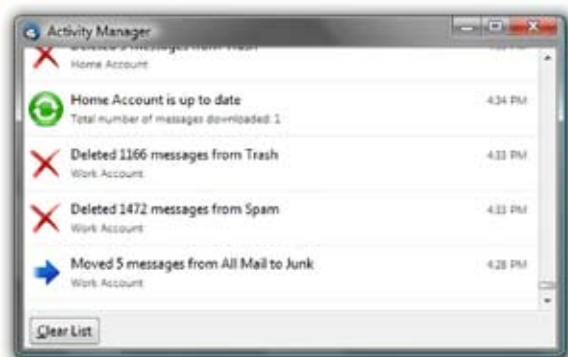 Activity Manager
Home Account
Home Account is up to date
4:34 PM
Total number of messages downloaded: 1
Deleted 1166 messages from Trash
4:33 PM
Work Account
Deleted 1472 messages from Spam
4:33 PM
Work Account
Moved 5 messages from All Mail to Junk
4:28 PM
Work Account
Clear List